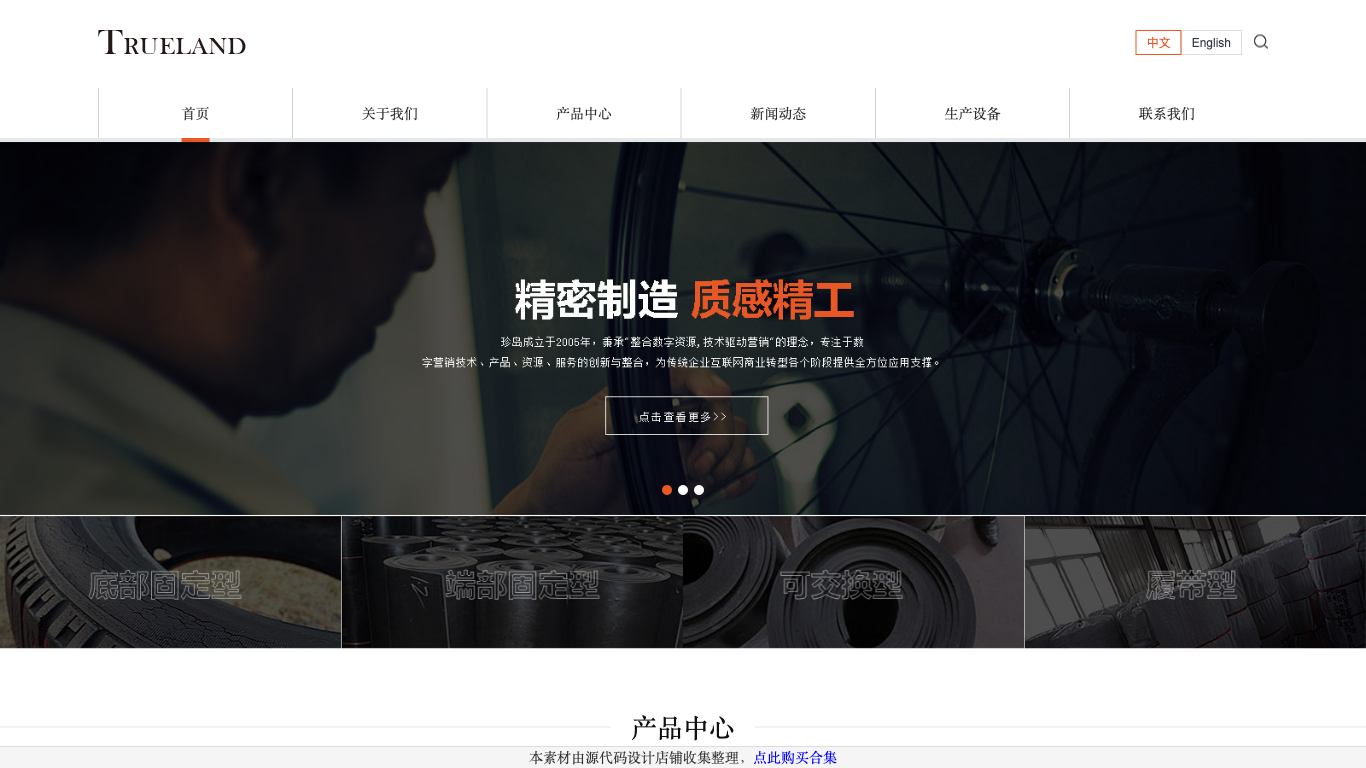 TRUELAND
中文 English
首页 关于我们 产品中心 新闻动态 生产设备 联系我们
精密制造 质感精工
珍岛成立于2005年，秉承“整合数字资源, 技术驱动营销”的理念，专注于数
字营销技术、产品、资源、服务的创新与整合，为传统企业互联网商业转型各个阶段提供全方位应用支撑。
点击查看更多>>
底部固定型 端部固定型 可交换型 履带型
产品中心
本素材由源代码设计店铺收集整理，点此购买合集